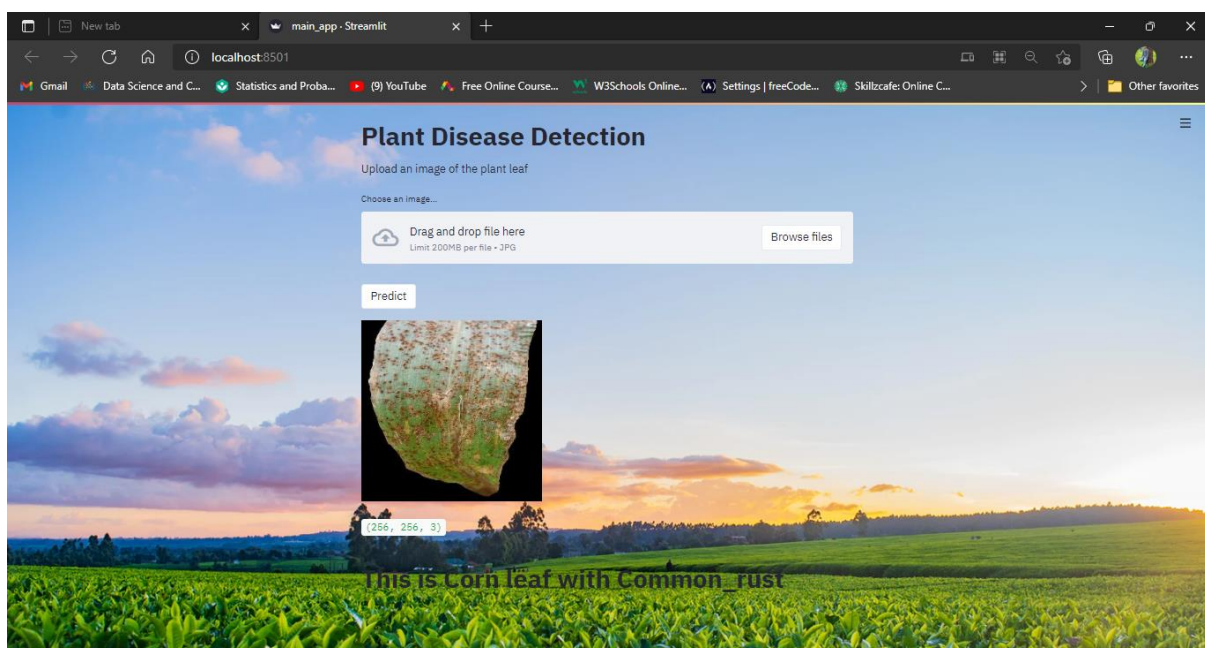 New tab
main_app · Streamlit
localhost:8501
Gmail
Data Science and C...
Statistics and Proba...
(9) YouTube
Free Online Course...
W3Schools Online...
Settings | freeCode...
Skillzcafe: Online C...
Other favorites
Plant Disease Detection
Upload an image of the plant leaf
Choose an image...
Drag and drop file here
Limit 200MB per file • JPG
Browse files
Predict
(256, 256, 3)
This is Corn leaf with Common_rust